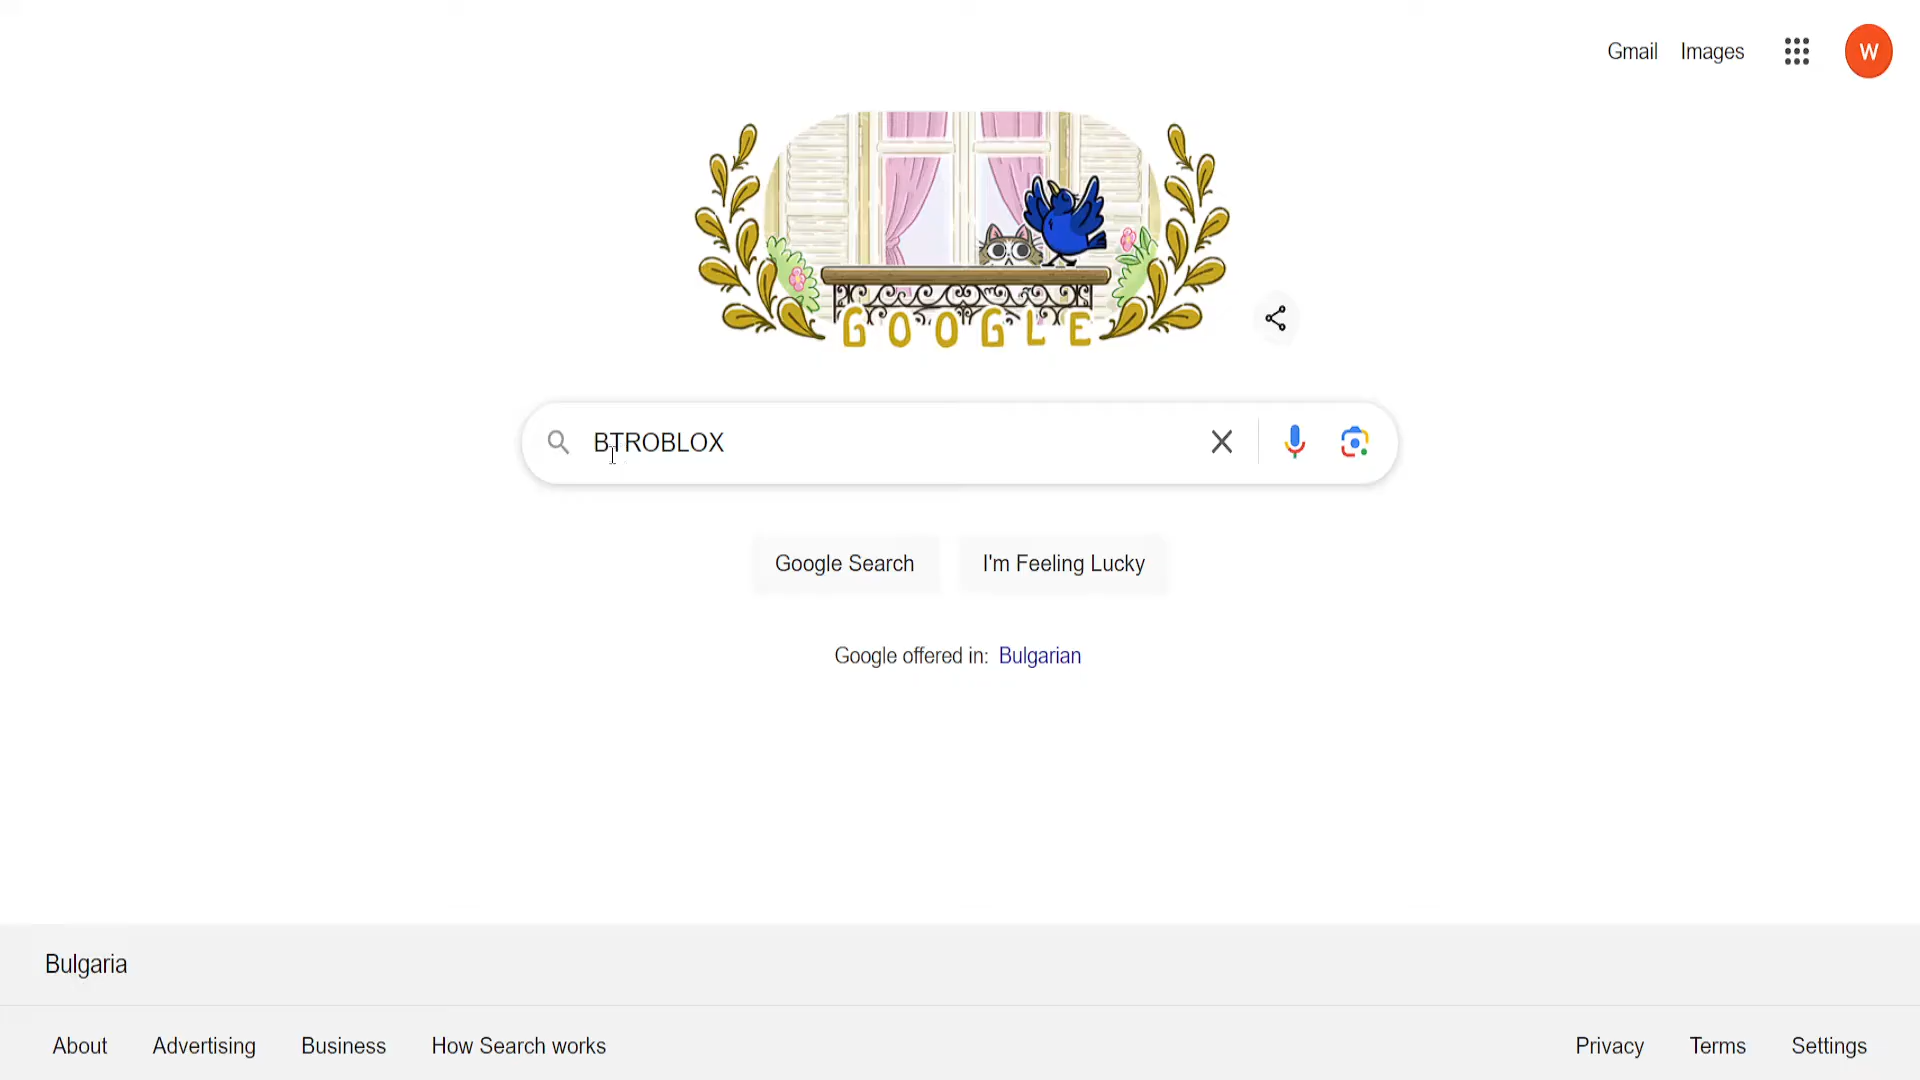 Gmail Images W
GOOGLE
BTROBLOX
Google Search I'm Feeling Lucky
Google offered in: Bulgarian
Bulgaria
About Advertising Business How Search works Privacy Terms Settings